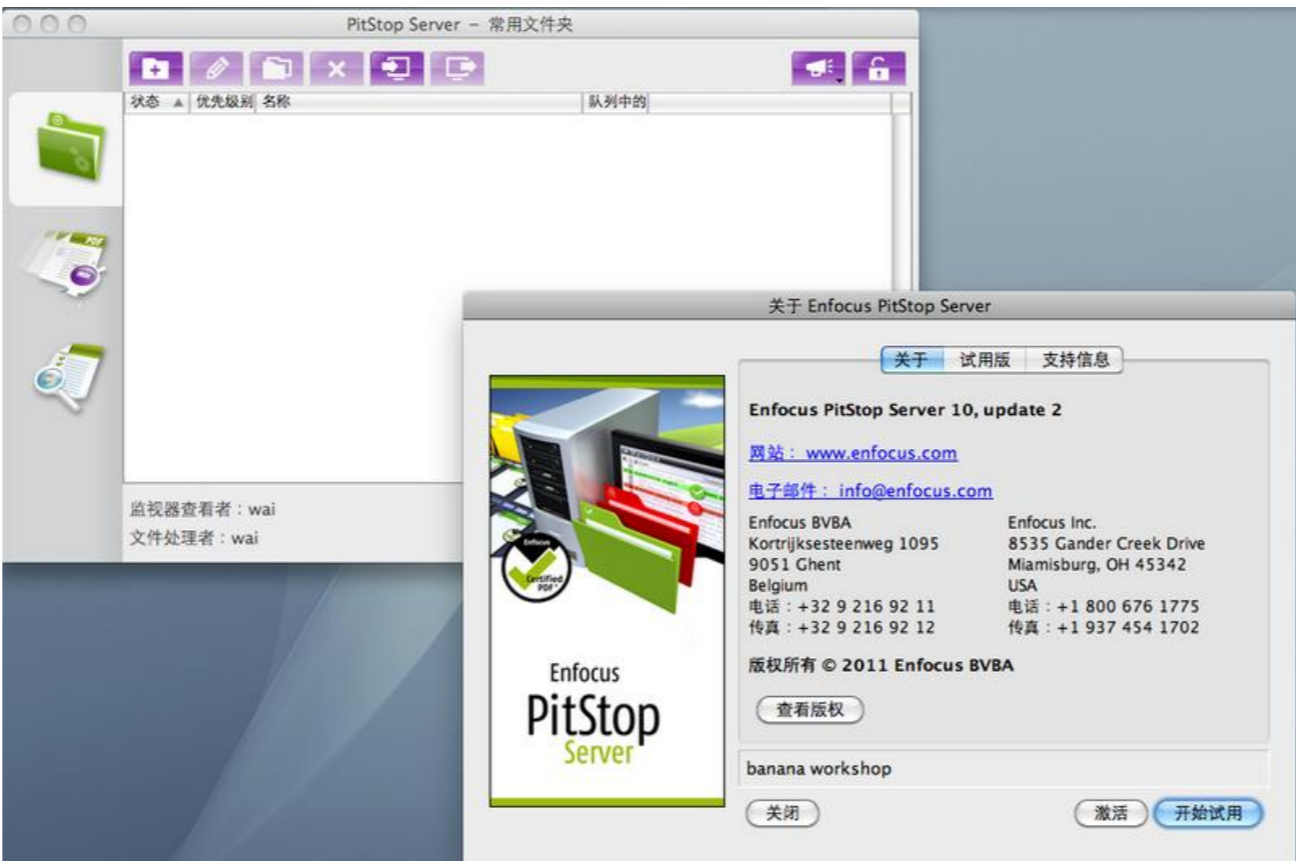 PitStop Server – 常用文件夹
状态 优先级别 名称 队列中的
PDF
监视器查看者：wai
文件处理者：wai
关于 Enfocus PitStop Server
关于 试用版 支持信息
Enfocus PitStop Server 10, update 2
网站： www.enfocus.com
电子邮件： info@enfocus.com
Enfocus BVBA
Kortrijksesteenweg 1095
9051 Ghent
Belgium
电话：+32 9 216 92 11
传真：+32 9 216 92 12
Enfocus Inc.
8535 Gander Creek Drive
Miamisburg, OH 45342
USA
电话：+1 800 676 1775
传真：+1 937 454 1702
版权所有 © 2011 Enfocus BVBA
查看版权
Enfocus
Certified
PDF
Enfocus
PitStop
Server
banana workshop
关闭 激活 开始试用